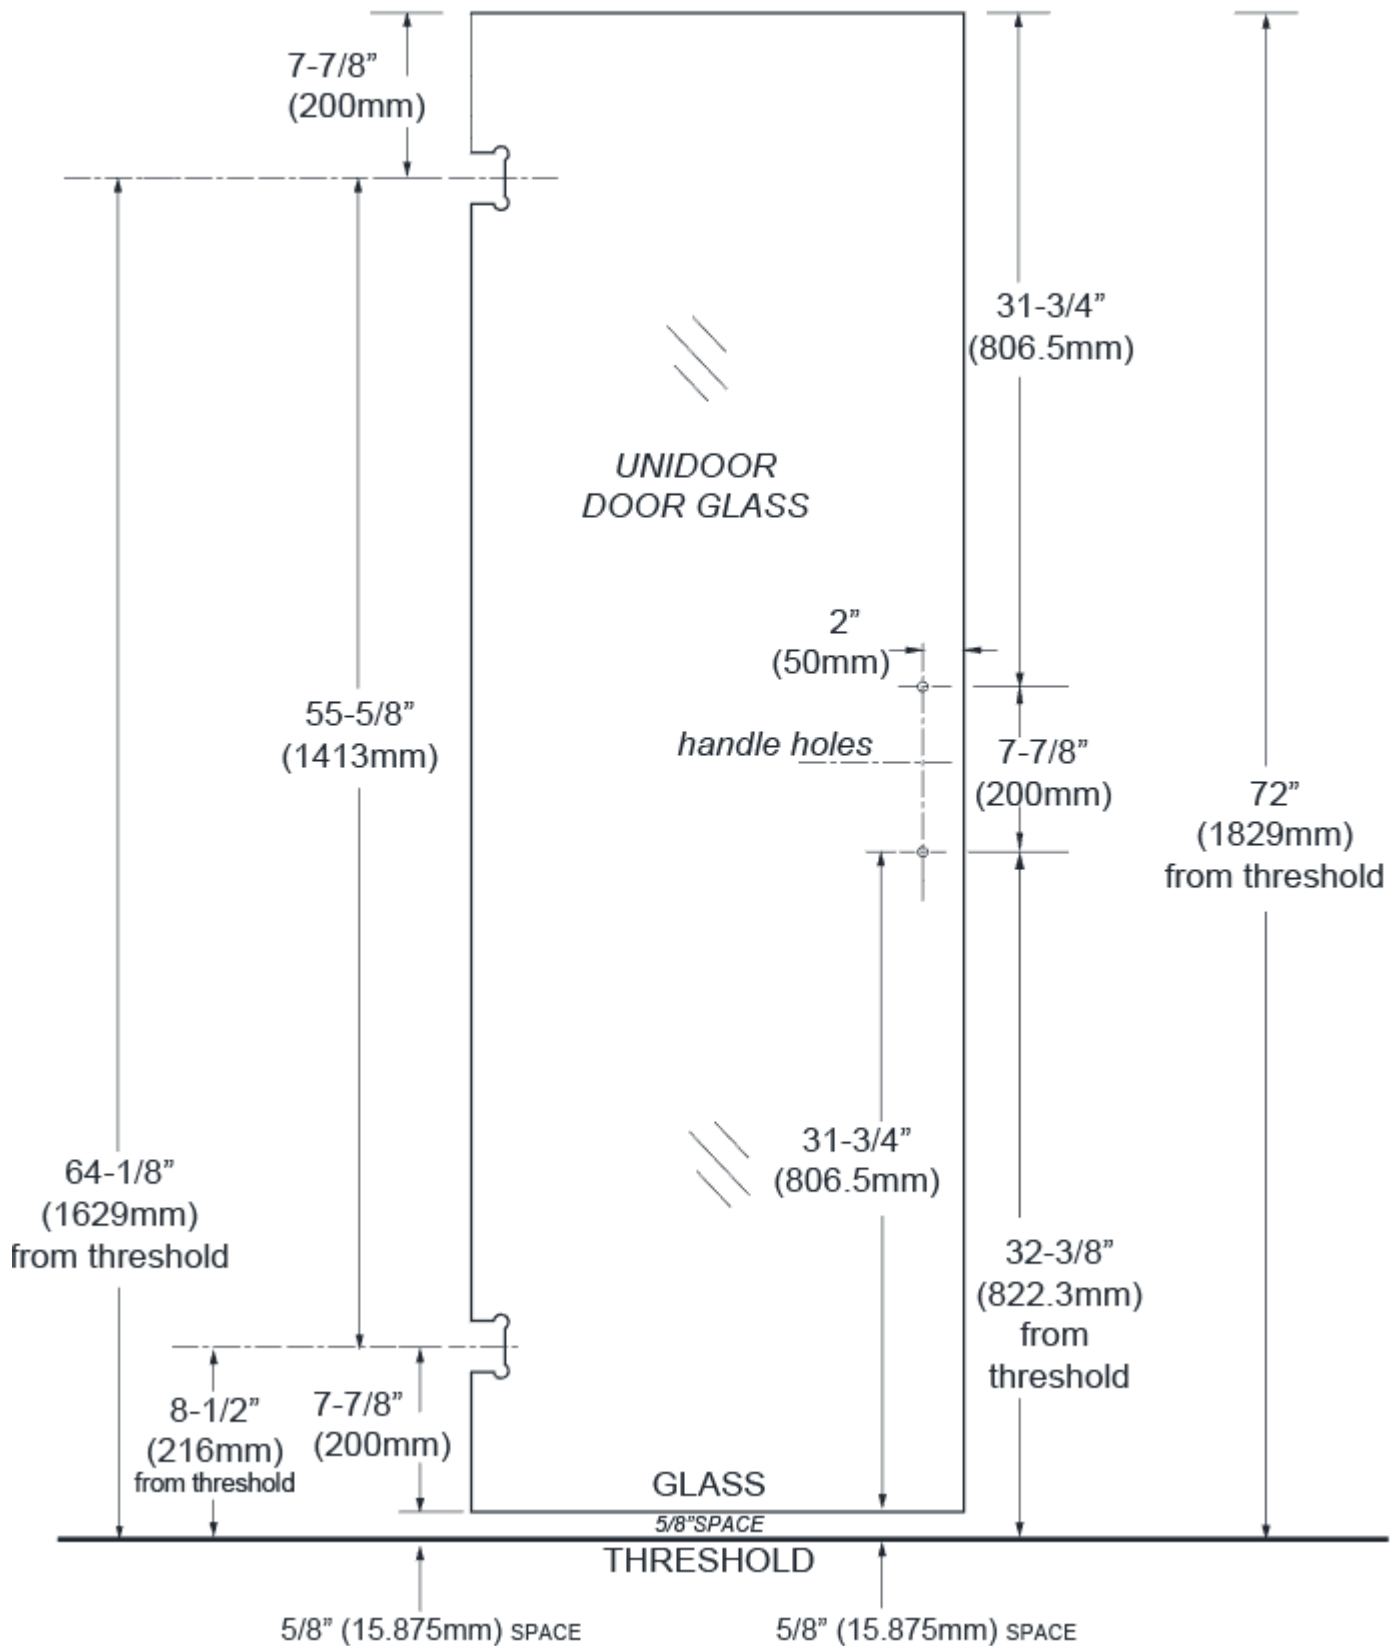 7-7/8”
(200mm)
31-3/4”
(806.5mm)
UNIDOOR
DOOR GLASS
2”
(50mm)
55-5/8”
(1413mm)
handle holes
7-7/8”
(200mm)
72”
(1829mm)
from threshold
31-3/4”
(806.5mm)
64-1/8”
(1629mm)
from threshold
32-3/8”
(822.3mm)
from
threshold
8-1/2”
(216mm)
from threshold
7-7/8”
(200mm)
GLASS
5/8”SPACE
THRESHOLD
5/8” (15.875mm) SPACE
5/8” (15.875mm) SPACE